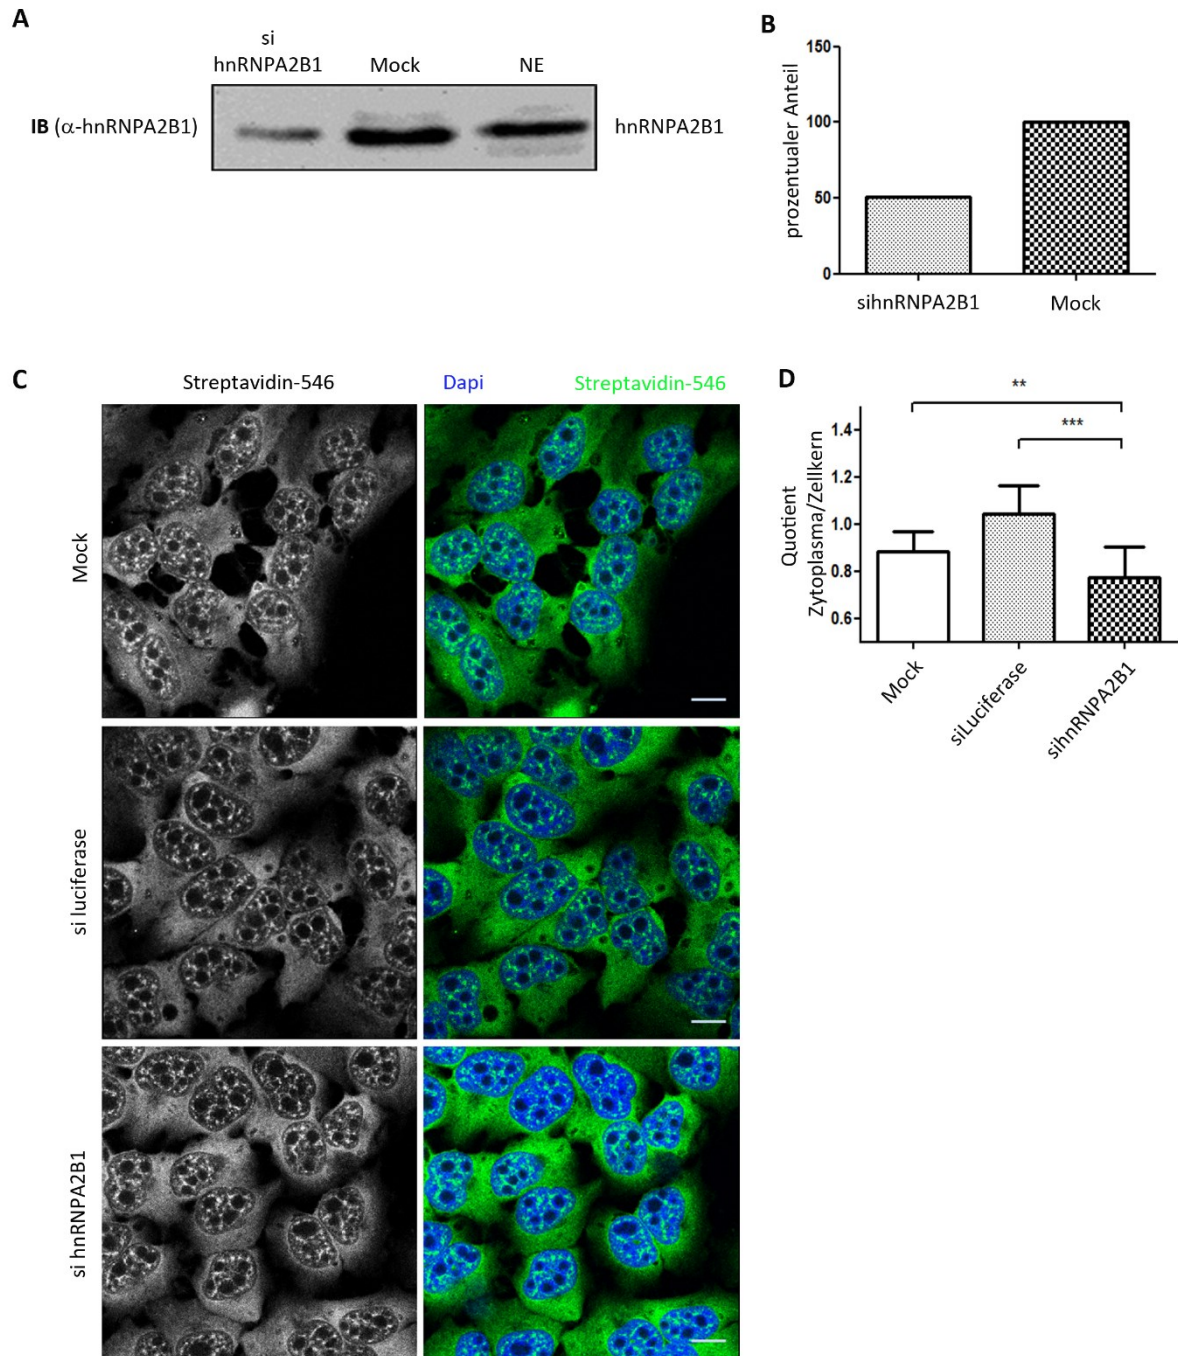 A
si
hnRNPA2B1
Mock
NE
IB (α-hnRNPA2B1)
hnRNPA2B1
B
prozentualer Anteil
150
100
50
0
sihnRNPA2B1
Mock
C
Streptavidin-546
Dapi
Streptavidin-546
Mock
si luciferase
si hnRNPA2B1
D
**
***
Quotient
Zytoplasma/Zellkern
1.4
1.2
1.0
0.8
0.6
Mock
siLuciferase
sihnRNPA2B1